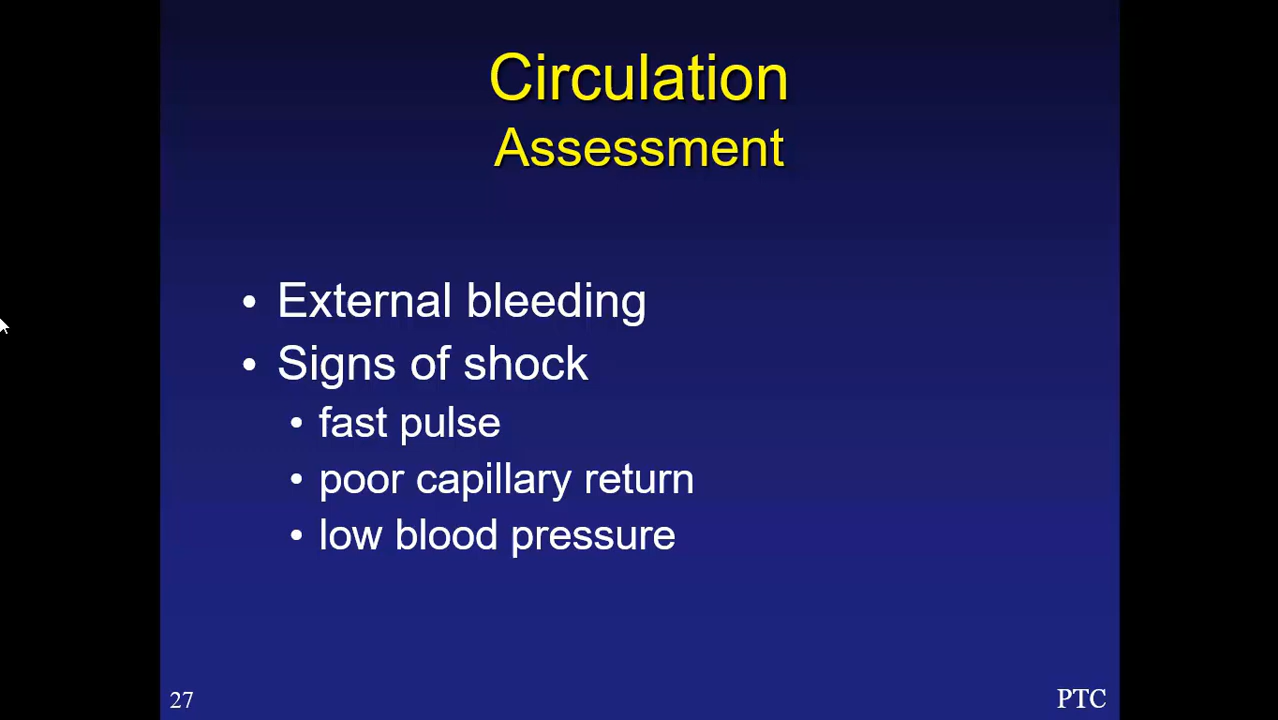 Circulation
Assessment
• External bleeding
• Signs of shock
• fast pulse
• poor capillary return
• low blood pressure
27
PTC